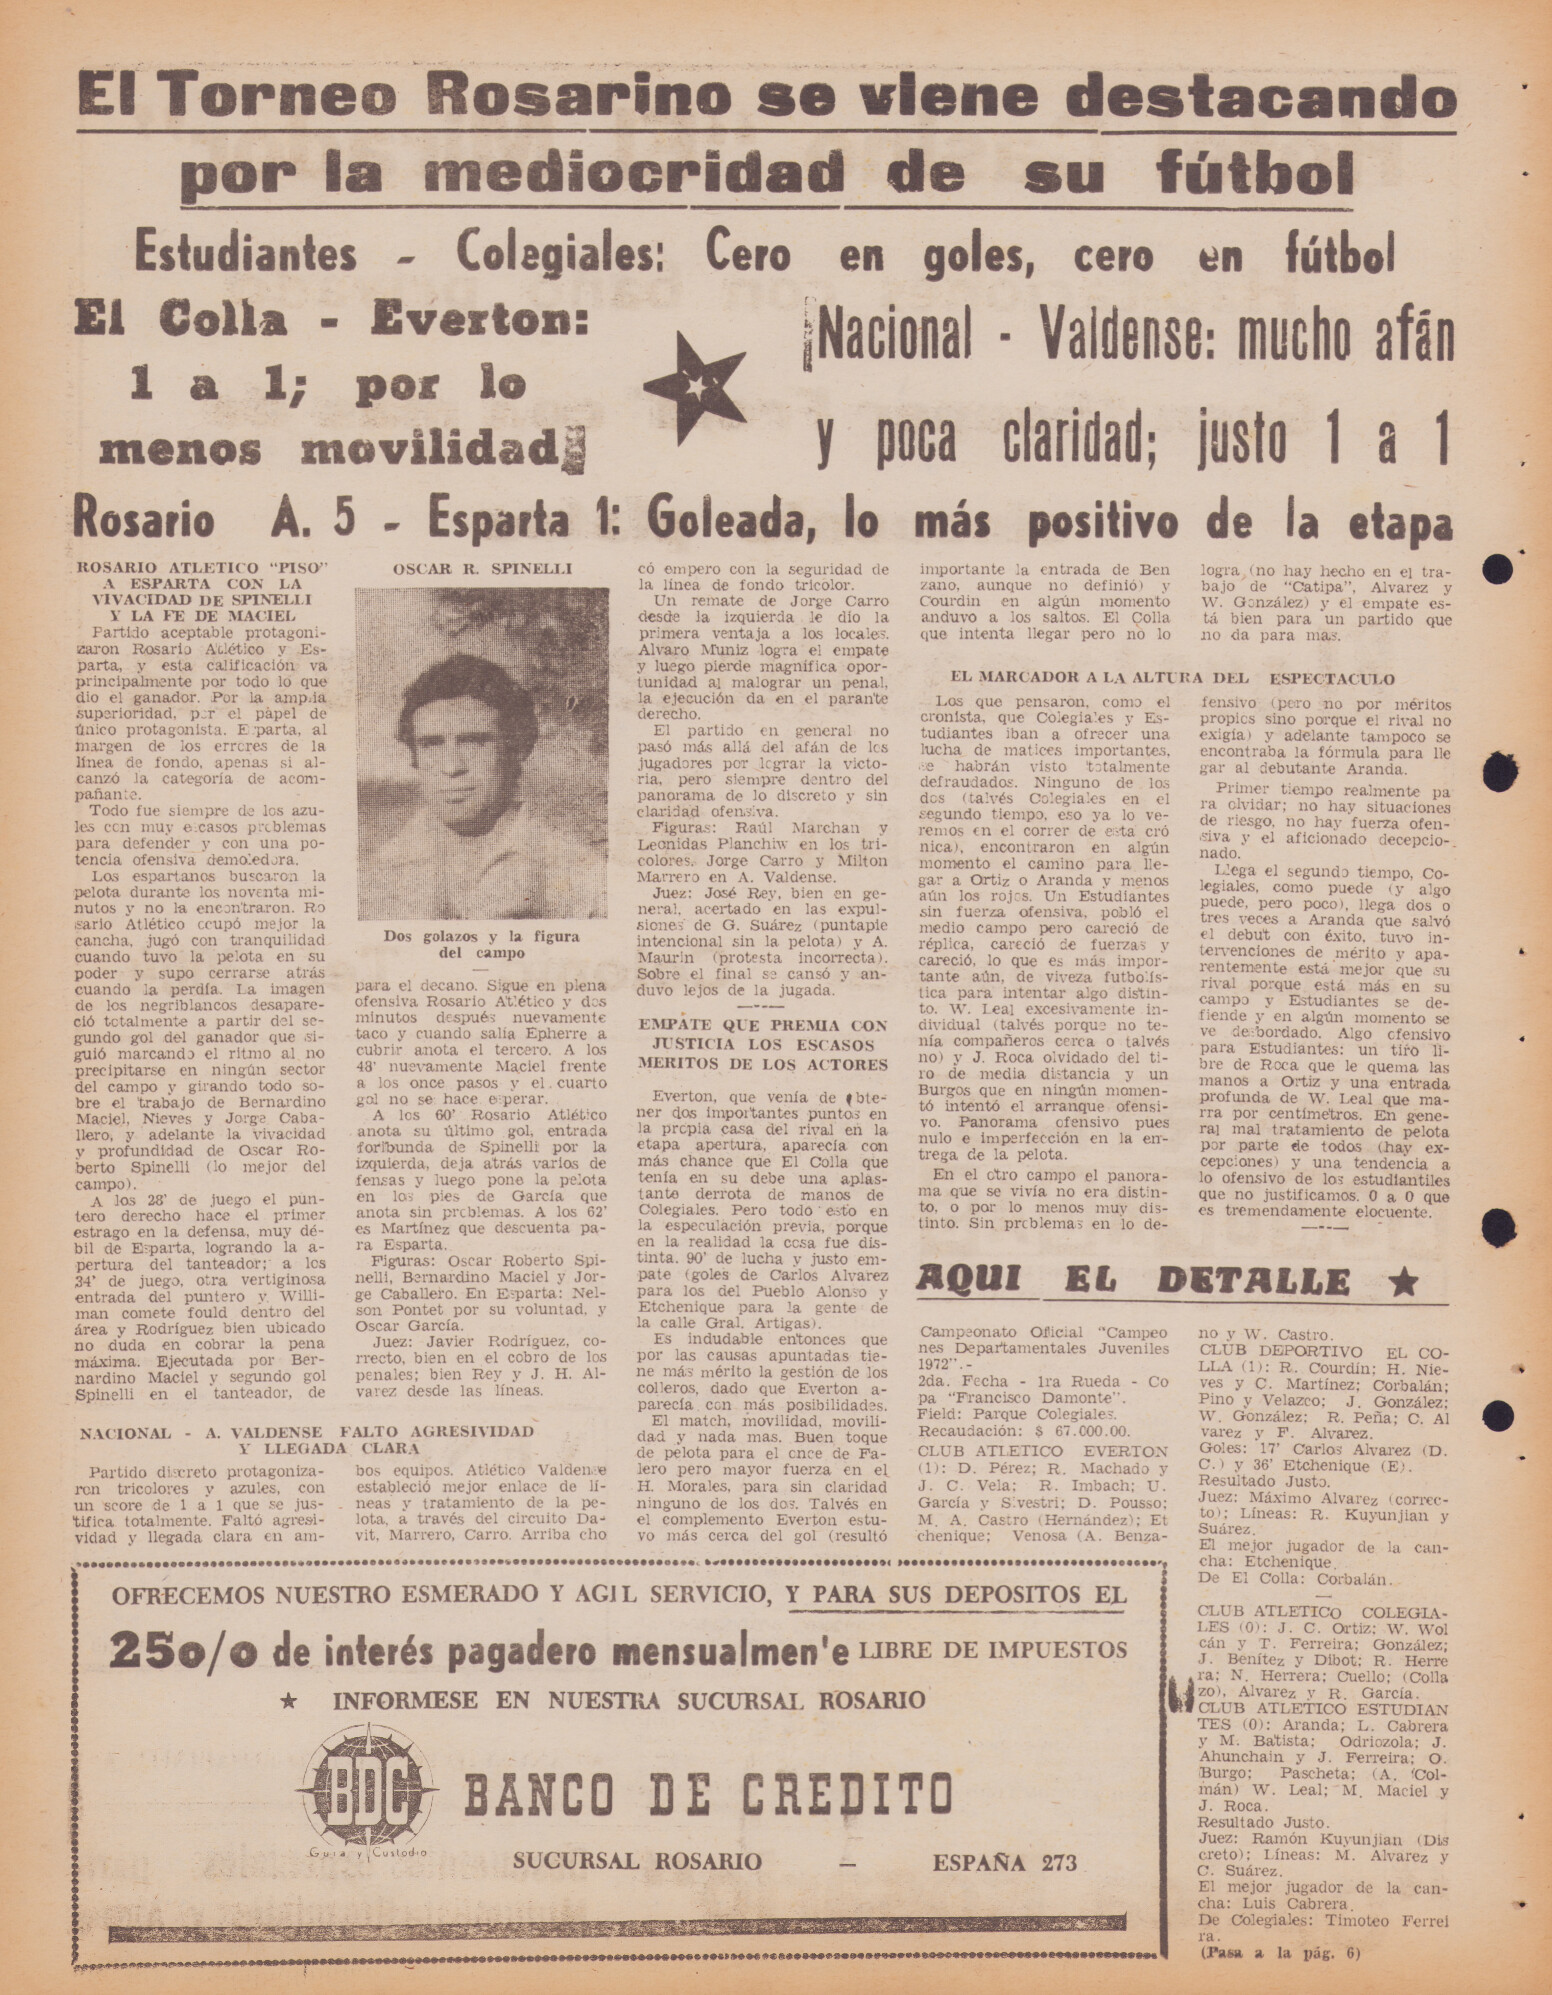 El Torneo Rosarino se viene destacando
por la mediocridad de su fútbol
Estudiantes - Colegiales: Cero en goles, cero en fútbol
El Colla - Everton:
1 a 1; por lo
menos movilidad
Nacional - Valdense: mucho afán
y poca claridad; justo 1 a 1
Rosario A. 5 - Esparta 1: Goleada, lo más positivo de la etapa
ROSARIO ATLETICO "PISO"
A ESPARTA CON LA
VIVACIDAD DE SPINELLI
Y LA FE DE MACIEL
Partido aceptable protagoni-
zaron Rosario Atlético y Es-
parta, y esta calificación va
principalmente por todo lo que
dio el ganador. Por la amplia
superioridad, por el papel de
único protagonista. Esparta, al
margen de los errores de la
línea de fondo, apenas si al-
canzó la categoría de acom-
pañante.
Todo fue siempre de los azu-
les con muy escasos problemas
para defender y con una po-
tencia ofensiva demoledora.
Los espartanos buscaron la
pelota durante los noventa mi-
nutos y no la encontraron. Ro
sario Atlético ocupó mejor la
cancha, jugó con tranquilidad
cuando tuvo la pelota en su
poder y supo cerrarse atrás
cuando la perdía. La imagen
de los negriblancos desapare-
ció totalmente a partir del se-
gundo gol del ganador que si-
guió marcando el ritmo al no
precipitarse en ningún sector
del campo y girando todo so-
bre el trabajo de Bernardino
Maciel, Nieves y Jorge Caba-
llero, y adelante la vivacidad
y profundidad de Oscar Ro-
berto Spinelli (lo mejor del
campo).
A los 28' de juego el pun-
tero derecho hace el primer
estrago en la defensa, muy dé-
bil de Esparta, logrando la a-
pertura del tanteador; a los
34' de juego, otra vertiginosa
entrada del puntero y Willi-
man comete fould dentro del
área y Rodríguez bien ubicado
no duda en cobrar la pena
máxima. Ejecutada por Ber-
nardino Maciel y segundo gol
Spinelli en el tanteador, de
OSCAR R. SPINELLI
Dos golazos y la figura
del campo
para el decano. Sigue en plena
ofensiva Rosario Atlético y dos
minutos después nuevamente
taco y cuando salía Epherre a
cubrir anota el tercero. A los
48' nuevamente Maciel frente
a los once pasos y el cuarto
gol no se hace esperar.
A los 60' Rosario Atlético
anota su último gol, entrada
foribunda de Spinelli por la
izquierda, deja atrás varios de
fensas y luego pone la pelota
en los pies de García que
anota sin problemas. A los 62'
es Martínez que descuenta pa-
ra Esparta.
Figuras: Oscar Roberto Spi-
nelli, Bernardino Maciel y Jor-
ge Caballero. En Esparta: Nel-
son Pontet por su voluntad, y
Oscar García.
Juez: Javier Rodríguez, co-
rrecto, bien en el cobro de los
penales; bien Rey y J. H. Al-
varez desde las líneas.
NACIONAL - A. VALDENSE FALTO AGRESIVIDAD
Y LLEGADA CLARA
Partido discreto protagoniza-
ron tricolores y azules, con
un score de 1 a 1 que se jus-
tifica totalmente. Faltó agresi-
vidad y llegada clara en am-
bos equipos. Atlético Valdense
estableció mejor enlace de lí-
neas y tratamiento de la pe-
lota, a través del circuito Da-
vit, Marrero, Carro. Arriba cho
có empero con la seguridad de
la línea de fondo tricolor.
Un remate de Jorge Carro
desde la izquierda le dio la
primera ventaja a los locales.
Alvaro Muniz logra el empate
y luego pierde magnífica opor-
tunidad al malograr un penal,
la ejecución da en el parante
derecho.
El partido en general no
pasó más allá del afán de los
jugadores por lograr la victo-
ria, pero siempre dentro del
panorama de lo discreto y sin
claridad ofensiva.
Figuras: Raúl Marchan y
Leonidas Planchiw en los tri-
colores. Jorge Carro y Milton
Marrero en A. Valdense.
Juez: José Rey, bien en ge-
neral, acertado en las expul-
siones de G. Suárez (puntapie
intencional sin la pelota) y A.
Maurin (protesta incorrecta).
Sobre el final se cansó y an-
duvo lejos de la jugada.
EMPATE QUE PREMIA CON
JUSTICIA LOS ESCASOS
MERITOS DE LOS ACTORES
Everton, que venía de obte-
ner dos importantes puntos en
la propia casa del rival en la
etapa apertura, aparecía con
más chance que El Colla que
tenía en su debe una aplas-
tante derrota de manos de
Colegiales. Pero todo esto en
la especulación previa, porque
en la realidad la cosa fue dis-
tinta. 90' de lucha y justo em-
pate (goles de Carlos Alvarez
para los del Pueblo Alonso y
Etchenique para la gente de
la calle Gral. Artigas).
Es indudable entonces que
por las causas apuntadas tie-
ne más mérito la gestión de los
colleros, dado que Everton a-
parecía con más posibilidades.
El match, movilidad, movili-
dad y nada mas. Buen toque
de pelota para el once de Fa-
lero pero mayor fuerza en el
H. Morales, para sin claridad
ninguno de los dos. Talvés en
el complemento Everton estu-
vo más cerca del gol (resultó
importante la entrada de Ben
zano, aunque no definió) y
Courdin en algún momento
anduvo a los saltos. El Colla
que intenta llegar pero no lo
logra (no hay hecho en el tra-
bajo de "Catipa", Alvarez y
W. González) y el empate es-
tá bien para un partido que
no da para mas.
EL MARCADOR A LA ALTURA DEL ESPECTACULO
Los que pensaron, como el
cronista, que Colegiales y Es-
tudiantes iban a ofrecer una
lucha de matices importantes,
se habrán visto totalmente
defraudados. Ninguno de los
dos (talvés Colegiales en el
segundo tiempo, eso ya lo ve-
remos en el correr de esta cró
nica), encontraron en algún
momento el camino para lle-
gar a Ortiz o Aranda y menos
aún los rojos. Un Estudiantes
sin fuerza ofensiva, pobló el
medio campo pero careció de
réplica, careció de fuerzas y
careció, lo que es más impor-
tante aún, de viveza futbolís-
tica para intentar algo distin-
to. W. Leal excesivamente in-
dividual (talvés porque no te-
nía compañeros cerca o talvés
no) y J. Roca olvidado del ti-
ro de media distancia y un
Burgos que en ningún momen-
tó intentó el arranque ofensi-
vo. Panorama ofensivo pues
nulo e imperfección en la en-
trega de la pelota.
En el otro campo el panora-
ma que se vivía no era distin-
to, o por lo menos muy dis-
tinto. Sin problemas en lo de-
fensivo (pero no por méritos
propios sino porque el rival no
exigía) y adelante tampoco se
encontraba la fórmula para lle
gar al debutante Aranda.
Primer tiempo realmente pa
ra olvidar; no hay situaciones
de riesgo, no hay fuerza ofen-
siva y el aficionado decepcio-
nado.
Llega el segundo tiempo, Co-
legiales, como puede (y algo
puede, pero poco), llega dos o
tres veces a Aranda que salvó
el debut con éxito, tuvo in-
tervenciones de mérito y apa-
rentemente está mejor que su
rival porque está más en su
campo y Estudiantes se de-
fiende y en algún momento se
ve desbordado. Algo ofensivo
para Estudiantes: un tiro li-
bre de Roca que le quema las
manos a Ortiz y una entrada
profunda de W. Leal que ma-
rra por centímetros. En gene-
ral mal tratamiento de pelota
por parte de todos (hay ex-
cepciones) y una tendencia a
lo ofensivo de los estudiantiles
que no justificamos. 0 a 0 que
es tremendamente elocuente.
AQUI EL DETALLE
Campeonato Oficial "Campeo
nes Departamentales Juveniles
1972".-
2da. Fecha - 1ra Rueda - Co
pa "Francisco Damonte".
Field: Parque Colegiales.
Recaudación: $ 67.000.00.
CLUB ATLETICO EVERTON
(1): D. Pérez; R. Machado y
J. C. Vela; R. Imbach; U.
García y Silvestri; D. Pousso;
M. A. Castro (Hernández); Et
chenique; Venosa (A. Benza-
no y W. Castro.
CLUB DEPORTIVO EL CO-
LLA (1): R. Courdin; H. Nie-
ves y C. Martínez; Corbalán;
Pino y Velazco; J. González;
W. González; R. Peña; C. Al
varez y F. Alvarez.
Goles: 17' Carlos Alvarez (D.
C.) y 36' Etchenique (E).
Resultado Justo.
Juez: Máximo Alvarez (correc-
to); Líneas: R. Kuyunjian y
Suárez.
El mejor jugador de la can-
cha: Etchenique.
De El Colla: Corbalán.
CLUB ATLETICO COLEGIA-
LES (0): J. C. Ortiz; W. Wol
cán y T. Ferreira; González;
J. Benítez y Dibot; R. Herre
ra; N. Herrera; Cuello; (Colla
zo), Alvarez y R. García.
CLUB ATLETICO ESTUDIAN
TES (0): Aranda; L. Cabrera
y M. Batista; Odriozola; J.
Ahunchain y J. Ferreira; O.
Burgo; Pascheta; (A. Col-
mán) W. Leal; M. Maciel y
J. Roca.
Resultado Justo.
Juez: Ramón Kuyunjian (Dis
creto); Líneas: M. Alvarez y
C. Suárez.
El mejor jugador de la can-
cha: Luis Cabrera.
De Colegiales: Timoteo Ferrei
ra.
(Pasa a la pág. 6)
OFRECEMOS NUESTRO ESMERADO Y AGIL SERVICIO, Y PARA SUS DEPOSITOS EL
25o/o de interés pagadero mensualmen'e LIBRE DE IMPUESTOS
INFORMESE EN NUESTRA SUCURSAL ROSARIO
BDC
Guía y Custodio
BANCO DE CREDITO
SUCURSAL ROSARIO - ESPAÑA 273